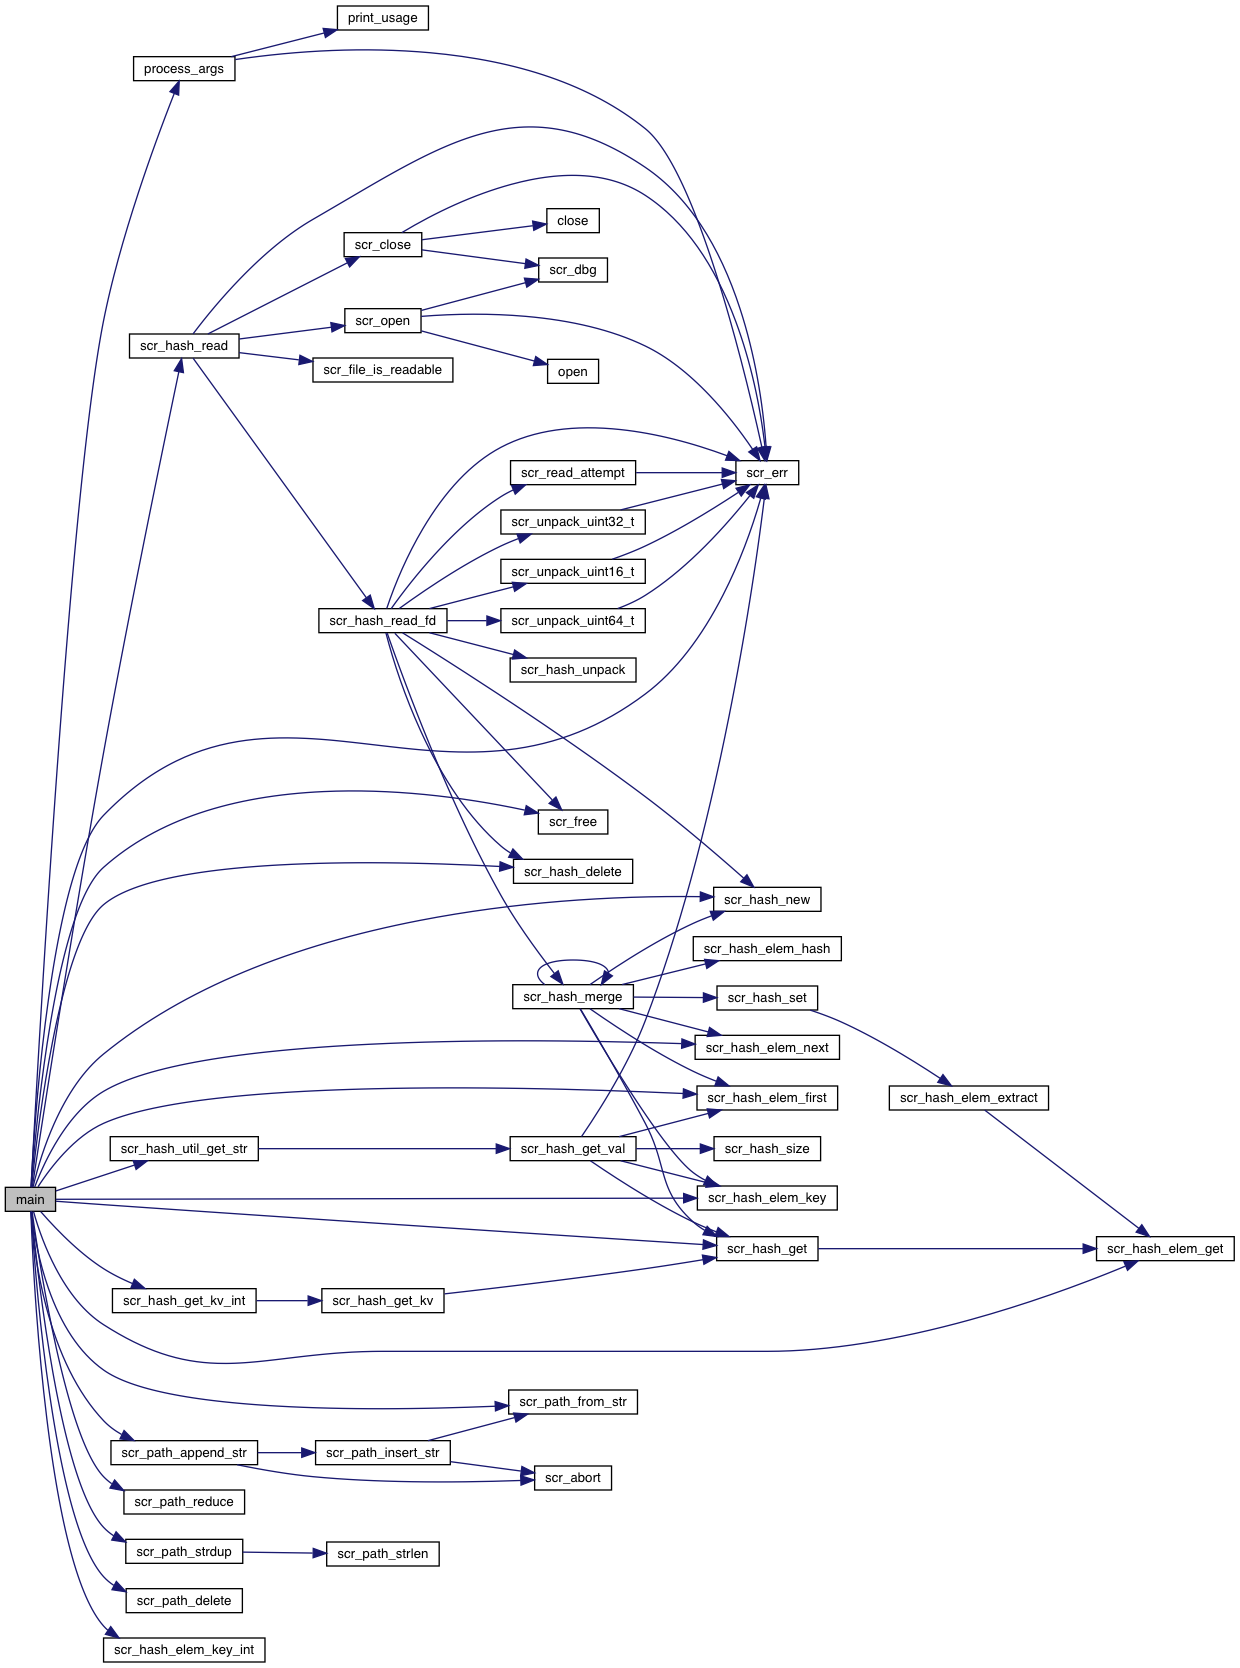 print_usage
process_args
close
scr_close
scr_dbg
scr_open
scr_hash_read
scr_file_is_readable
open
scr_read_attempt
scr_err
scr_unpack_uint32_t
scr_unpack_uint16_t
scr_hash_read_fd
scr_unpack_uint64_t
scr_hash_unpack
scr_free
scr_hash_delete
scr_hash_new
scr_hash_elem_hash
scr_hash_merge
scr_hash_set
scr_hash_elem_next
scr_hash_elem_first
scr_hash_elem_extract
scr_hash_util_get_str
scr_hash_get_val
scr_hash_size
main
scr_hash_elem_key
scr_hash_get
scr_hash_elem_get
scr_hash_get_kv_int
scr_hash_get_kv
scr_path_from_str
scr_path_append_str
scr_path_insert_str
scr_abort
scr_path_reduce
scr_path_strdup
scr_path_strlen
scr_path_delete
scr_hash_elem_key_int